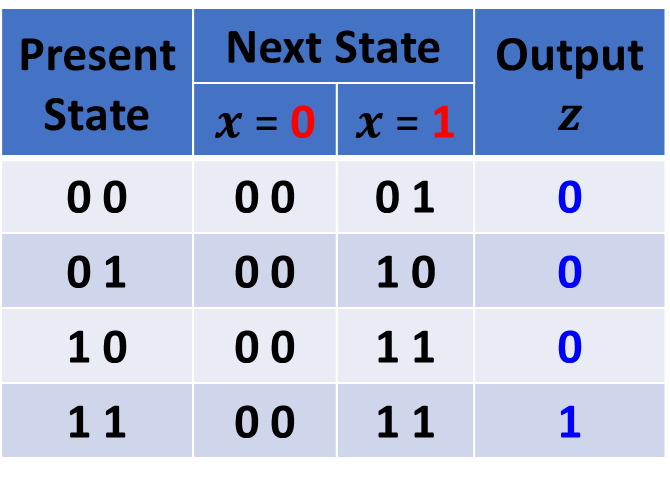 Present State Next State Output z
x = 0 x = 1
0 0 0 0 0 1 0
0 1 0 0 1 0 0
1 0 0 0 1 1 0
1 1 0 0 1 1 1